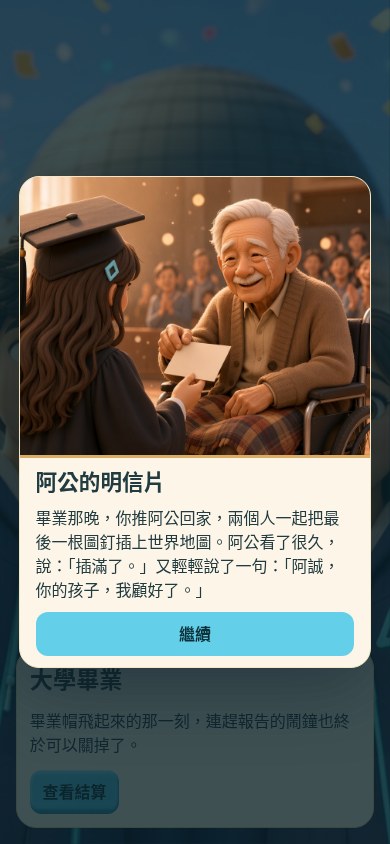 阿公的明信片
畢業那晚，你推阿公回家，兩個人一起把最
後一根圖釘插上世界地圖。阿公看了很久，
說：「插滿了。」又輕輕說了一句：「阿誠，
你的孩子，我顧好了。」
繼續
大學畢業
畢業帽飛起來的那一刻，連趕報告的鬧鐘也終
於可以關掉了。
查看結算